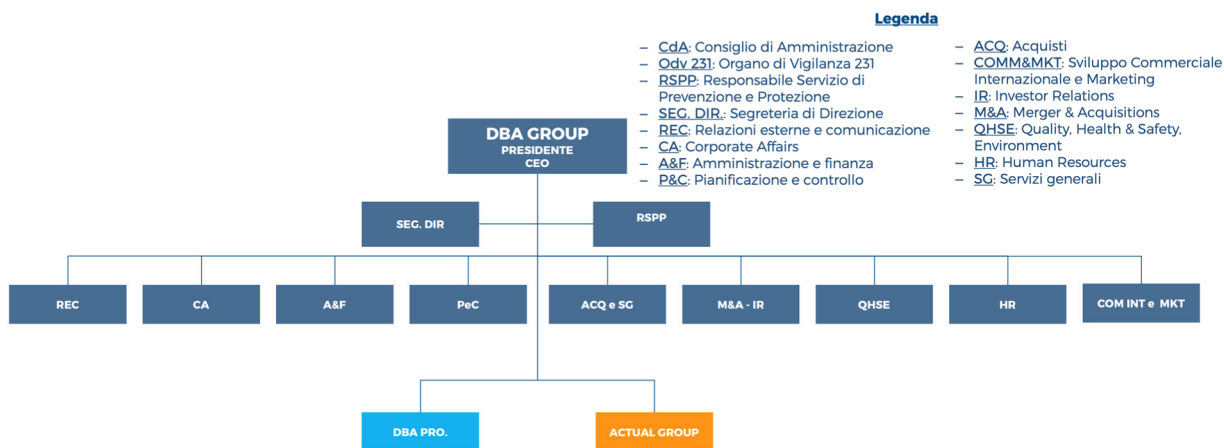 Legenda
– CdA: Consiglio di Amministrazione
– Odv 231: Organo di Vigilanza 231
– RSPP: Responsabile Servizio di
Prevenzione e Protezione
– SEG. DIR.: Segreteria di Direzione
– REC: Relazioni esterne e comunicazione
– CA: Corporate Affairs
– A&F: Amministrazione e finanza
– P&C: Pianificazione e controllo
– ACQ: Acquisti
– COMM&MKT: Sviluppo Commerciale
Internazionale e Marketing
– IR: Investor Relations
– M&A: Merger & Acquisitions
– QHSE: Quality, Health & Safety,
Environment
– HR: Human Resources
– SG: Servizi generali
DBA GROUP
PRESIDENTE
CEO
SEG. DIR
RSPP
REC
CA
A&F
PeC
ACQ e SG
M&A - IR
QHSE
HR
COM INT e MKT
DBA PRO.
ACTUAL GROUP